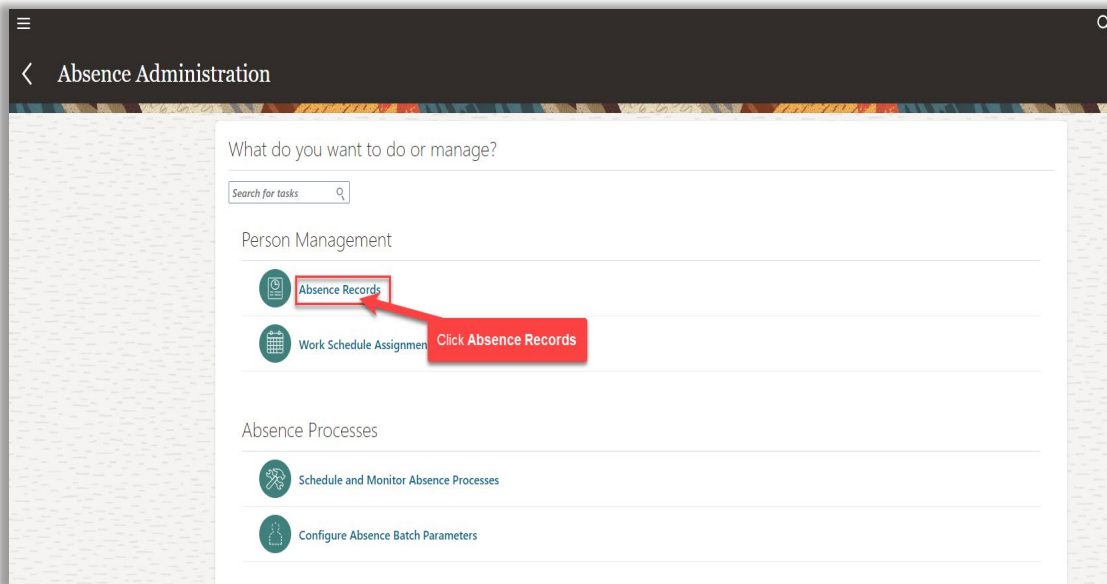 Absence Administration
What do you want to do or manage?
Search for tasks
Person Management
Absence Records
Click Absence Records
Work Schedule Assignmen
Absence Processes
Schedule and Monitor Absence Processes
Configure Absence Batch Parameters